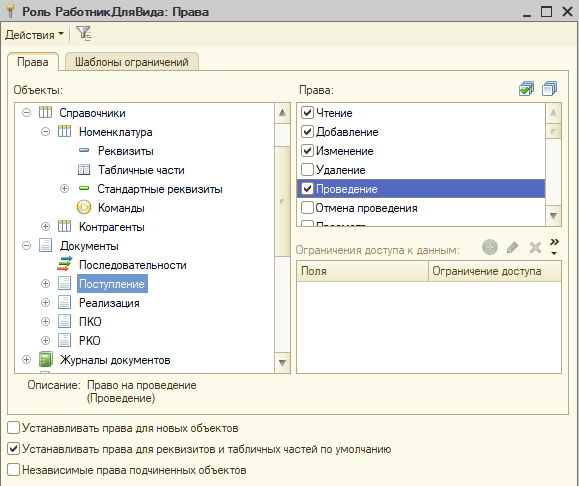 Роль РаботникДляВида: Права
Действия
Права
Шаблоны ограничений
Объекты:
Справочники
Номенклатура
Реквизиты
Табличные части
Стандартные реквизиты
Команды
Контрагенты
Документы
Последовательности
Поступление
Реализация
ПКО
РКО
Журналы документов
Права:
Чтение
Добавление
Изменение
Удаление
Проведение
Отмена проведения
Ограничения доступа к данным:
Поля
Ограничение доступа
Описание: Право на проведение
(Проведение)
Устанавливать права для новых объектов
Устанавливать права для реквизитов и табличных частей по умолчанию
Независимые права подчиненных объектов